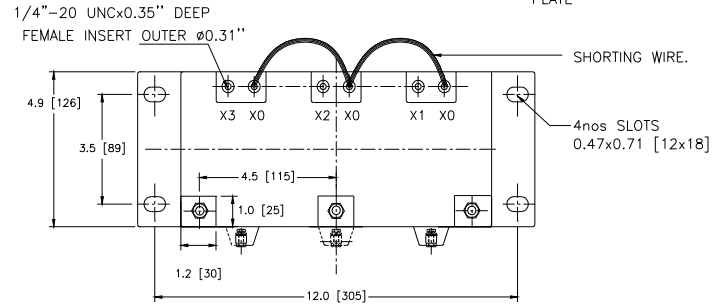 PLATE
1/4"-20 UNCx0.35'' DEEP
FEMALE INSERT OUTER ø0.31''
SHORTING WIRE.
4.9 [126]
3.5 [89]
X3 X0 X2 X0 X1 X0
4nos SLOTS
0.47x0.71 [12x18]
4.5 [115]
1.0 [25]
1.2 [30]
12.0 [305]